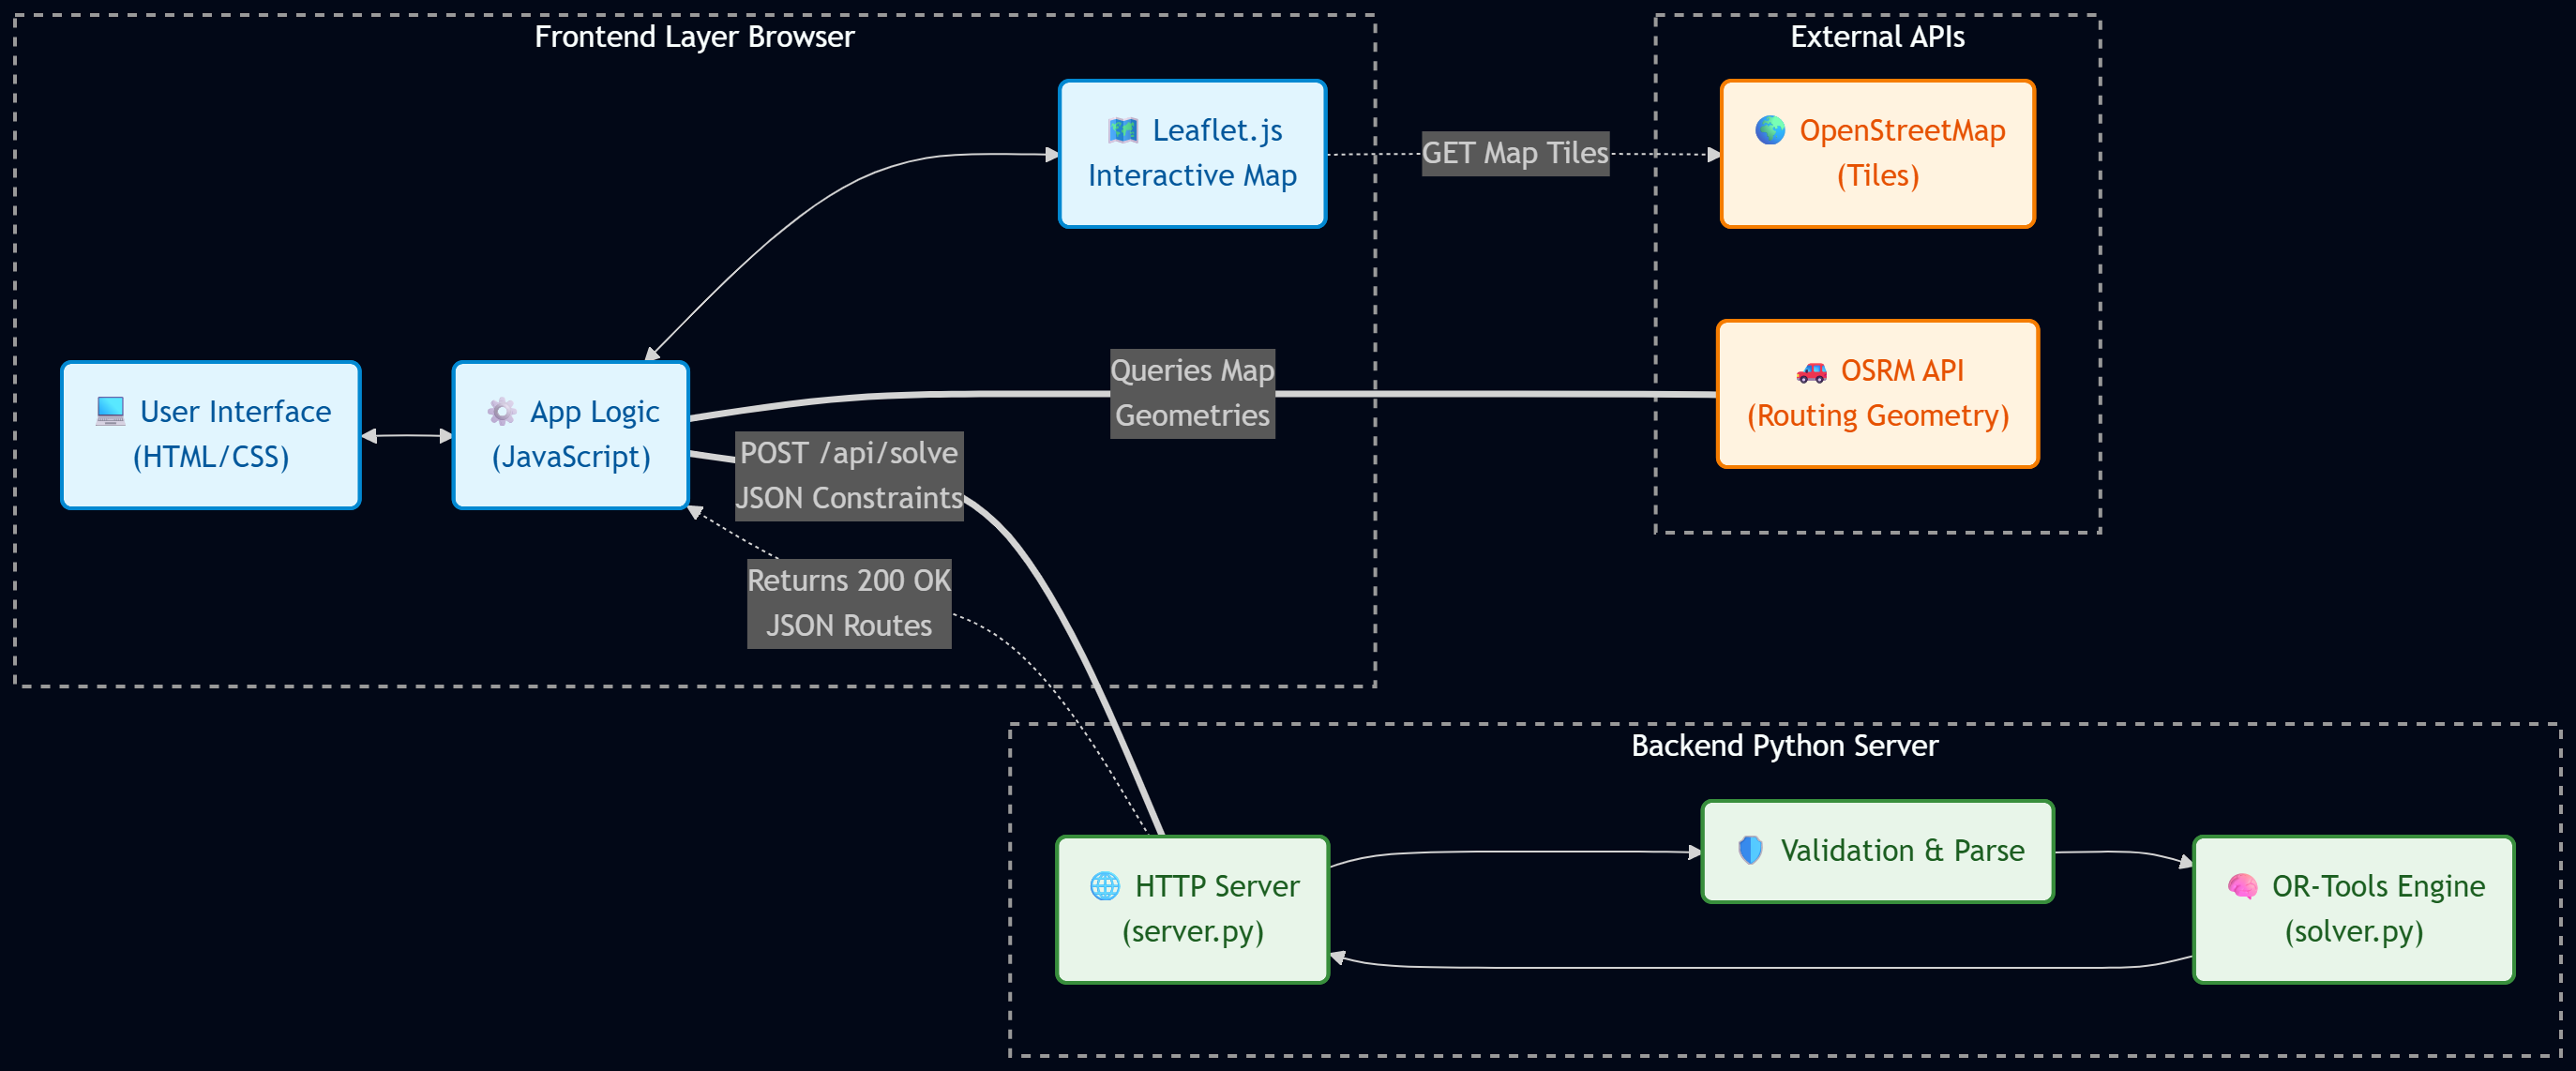 Frontend Layer Browser
Leaflet.js
Interactive Map
User Interface
(HTML/CSS)
App Logic
(JavaScript)
Queries Map
Geometries
POST /api/solve
JSON Constraints
Returns 200 OK
JSON Routes
GET Map Tiles
External APIs
OpenStreetMap
(Tiles)
OSRM API
(Routing Geometry)
Backend Python Server
HTTP Server
(server.py)
Validation & Parse
OR-Tools Engine
(solver.py)